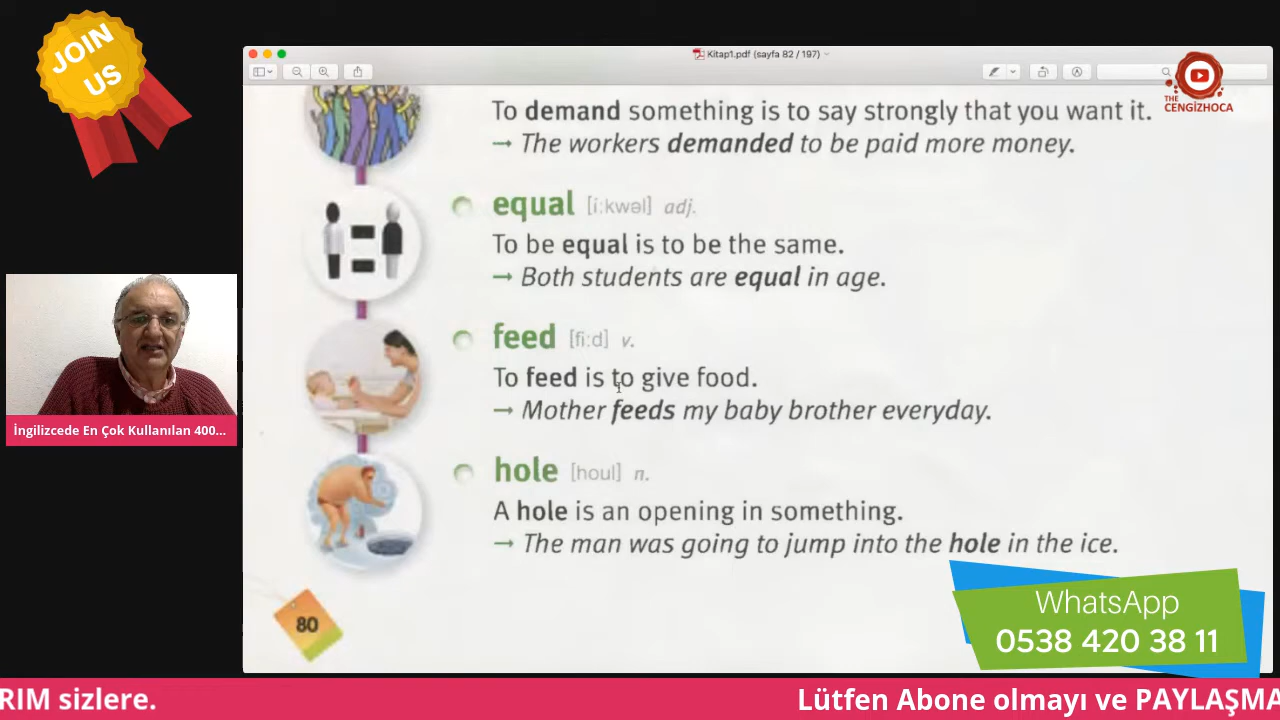 JOIN
US
Kitap1.pdf (sayfa 82 / 197)
THE
CENGİZHOCA
To demand something is to say strongly that you want it.
→ The workers demanded to be paid more money.
equal [i:kwəl] adj.
To be equal is to be the same.
→ Both students are equal in age.
feed [fi:d] v.
To feed is to give food.
→ Mother feeds my baby brother everyday.
hole [houl] n.
A hole is an opening in something.
→ The man was going to jump into the hole in the ice.
80
İngilizcede En Çok Kullanılan 400...
WhatsApp
0538 420 38 11
RIM sizlere. Lütfen Abone olmayı ve PAYLAŞMA